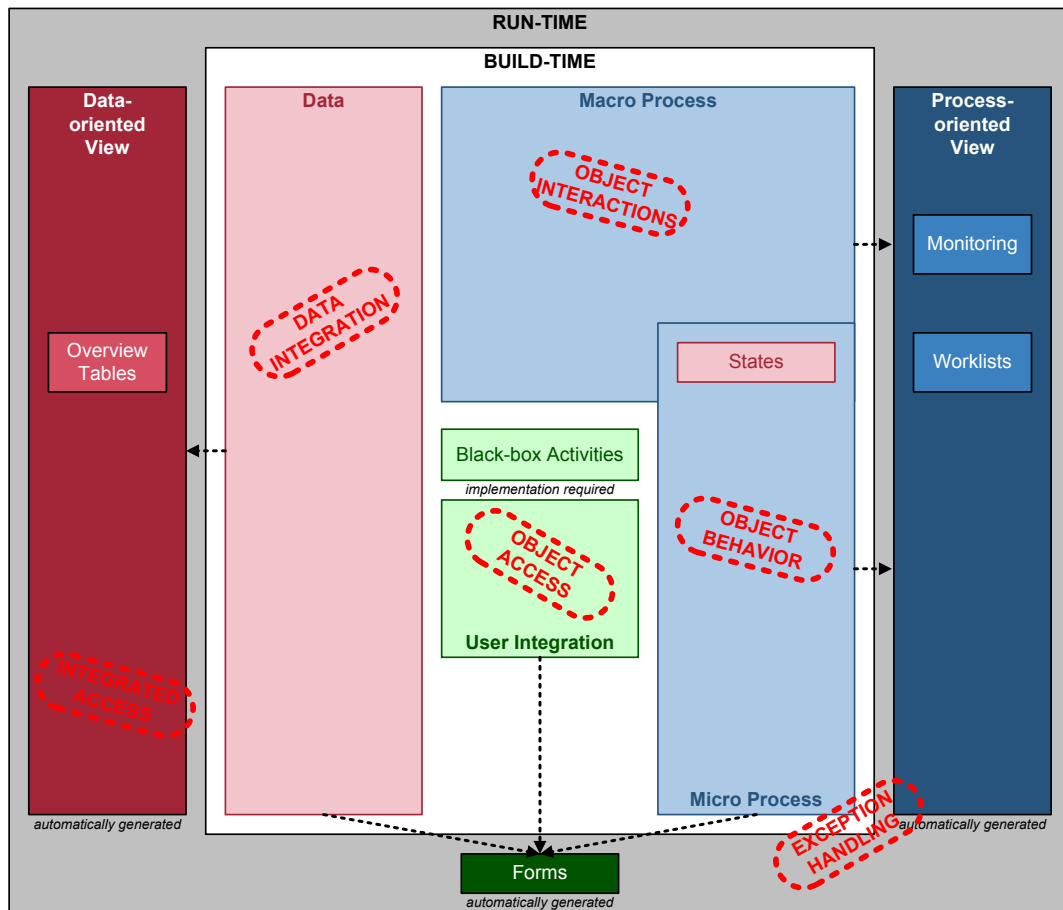 RUN-TIME
BUILD-TIME
Data-
oriented
View
Data
Macro Process
Process-
oriented
View
OBJECT
INTERACTIONS
Monitoring
DATA
INTEGRATION
Overview
Tables
States
Worklists
Black-box Activities
implementation required
OBJECT
ACCESS
OBJECT
BEHAVIOR
User Integration
INTEGRATED
ACCESS
Micro Process
EXCEPTION
HANDLING
automatically generated
automatically generated
Forms
automatically generated